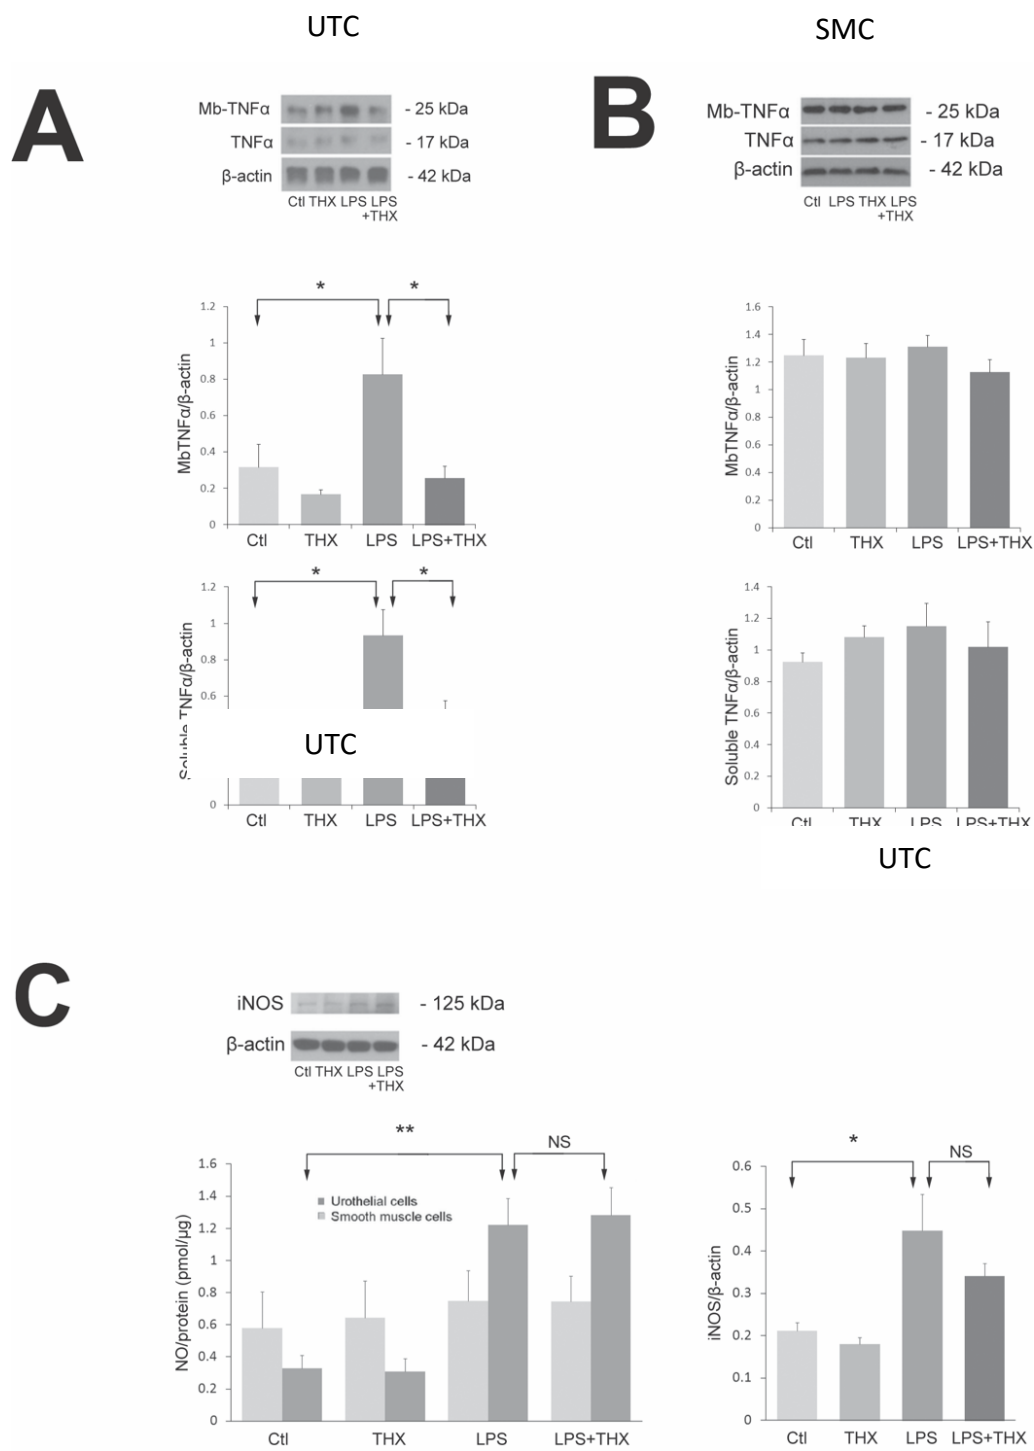 UTC
SMC
A
Mb-TNFα - 25 kDa
TNFα - 17 kDa
β-actin - 42 kDa
Ctl THX LPS LPS
+THX
B
Mb-TNFα - 25 kDa
TNFα - 17 kDa
β-actin - 42 kDa
Ctl LPS THX LPS
+THX
* *
MbTNFα/β-actin
1.2
1
0.8
0.6
0.4
0.2
0
Ctl THX LPS LPS+THX
MbTNFα/β-actin
1.6
1.4
1.2
1
0.8
0.6
0.4
0.2
0
Ctl THX LPS LPS+THX
* *
Soluble TNFα/β-actin
1.2
1
0.8
0.6
UTC
0
Ctl THX LPS LPS+THX
Soluble TNFα/β-actin
1.4
1.2
1
0.8
0.6
0.4
0.2
0
Ctl THX LPS LPS+THX
UTC
C
iNOS - 125 kDa
β-actin - 42 kDa
Ctl THX LPS LPS
+THX
** NS
NO/protein (pmol/µg)
1.6
1.4
1.2
1
0.8
0.6
0.4
0.2
0
Urothelial cells
Smooth muscle cells
Ctl THX LPS LPS+THX
* NS
iNOS/β-actin
0.6
0.5
0.4
0.3
0.2
0.1
0
Ctl THX LPS LPS+THX